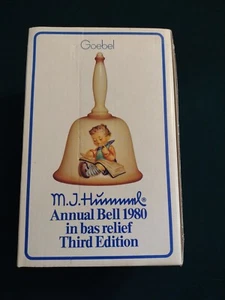 Goebel
M.J.Hummel®
Annual Bell 1980
in bas relief
Third Edition